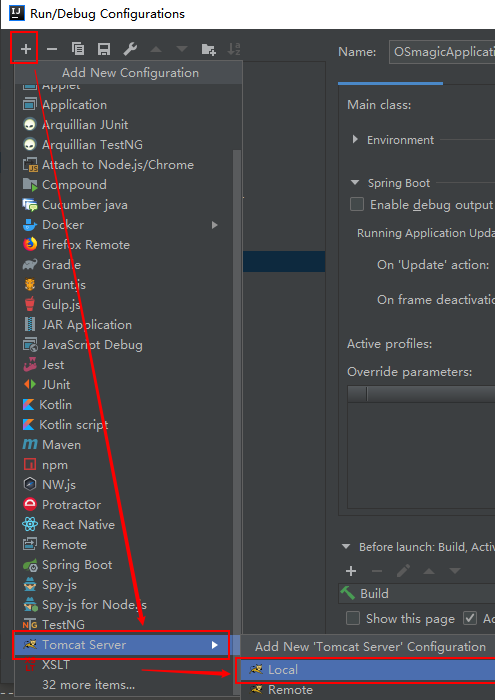 IJ Run/Debug Configurations
Add New Configuration
Applet
Application
Arquillian JUnit
Arquillian TestNG
Attach to Node.js/Chrome
Compound
Cucumber java
Docker
Firefox Remote
Gradle
Grunt.js
Gulp.js
JAR Application
JavaScript Debug
Jest
JUnit
Kotlin
Kotlin script
Maven
npm
NW.js
Protractor
React Native
Remote
Spring Boot
Spy-js
Spy-js for Node.js
TestNG
Tomcat Server
XSLT
32 more items...
Name: OSmagicApplicatio
Main class:
Environment
Spring Boot
Enable debug output
Running Application Upda
On 'Update' action:
On frame deactivatio
Active profiles:
Override parameters:
Before launch: Build, Activ
Build
Show this page Ac
Add New 'Tomcat Server' Configuration
Local
Remote